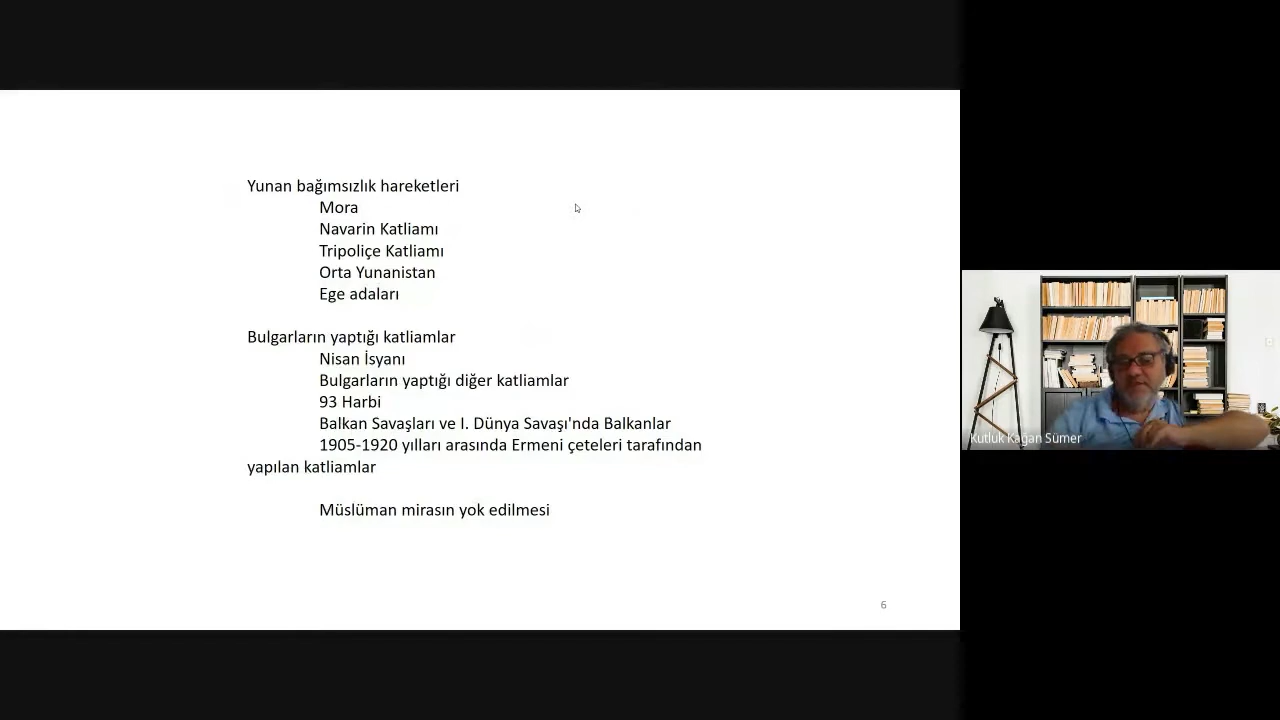 Yunan bağımsızlık hareketleri
Mora
Navarin Katliamı
Tripoliçe Katliamı
Orta Yunanistan
Ege adaları
Bulgarların yaptığı katliamlar
Nisan İsyanı
Bulgarların yaptığı diğer katliamlar
93 Harbi
Balkan Savaşları ve I. Dünya Savaşı'nda Balkanlar
1905-1920 yılları arasında Ermeni çeteleri tarafından
yapılan katliamlar
Müslüman mirasın yok edilmesi
6
Kutluk Kağan Sümer